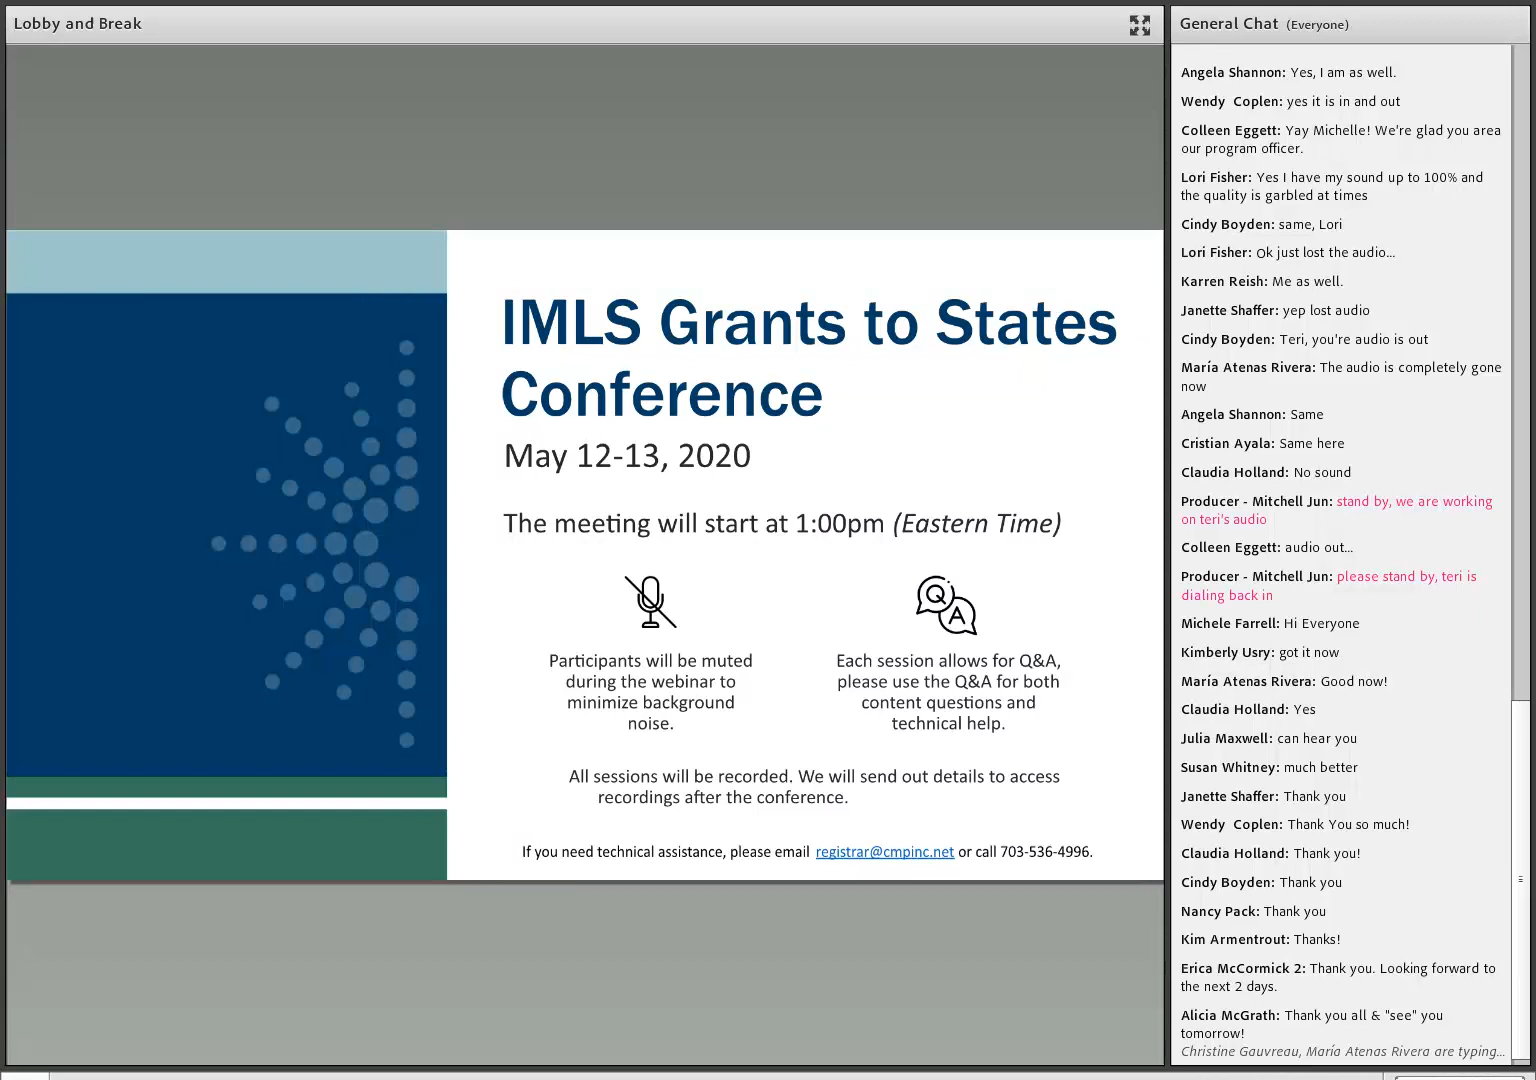 Lobby and Break
IMLS Grants to States
Conference
May 12-13, 2020
The meeting will start at 1:00pm (Eastern Time)
Q
A
Participants will be muted
during the webinar to
minimize background
noise.
Each session allows for Q&A,
please use the Q&A for both
content questions and
technical help.
All sessions will be recorded. We will send out details to access
recordings after the conference.
If you need technical assistance, please email registrar@cmpinc.net or call 703-536-4996.
General Chat (Everyone)
Angela Shannon: Yes, I am as well.
Wendy Coplen: yes it is in and out
Colleen Eggett: Yay Michelle! We're glad you area
our program officer.
Lori Fisher: Yes I have my sound up to 100% and
the quality is garbled at times
Cindy Boyden: same, Lori
Lori Fisher: Ok just lost the audio...
Karren Reish: Me as well.
Janette Shaffer: yep lost audio
Cindy Boyden: Teri, you're audio is out
María Atenas Rivera: The audio is completely gone
now
Angela Shannon: Same
Cristian Ayala: Same here
Claudia Holland: No sound
Producer - Mitchell Jun: stand by, we are working
on teri's audio
Colleen Eggett: audio out...
Producer - Mitchell Jun: please stand by, teri is
dialing back in
Michele Farrell: Hi Everyone
Kimberly Usry: got it now
María Atenas Rivera: Good now!
Claudia Holland: Yes
Julia Maxwell: can hear you
Susan Whitney: much better
Janette Shaffer: Thank you
Wendy Coplen: Thank You so much!
Claudia Holland: Thank you!
Cindy Boyden: Thank you
Nancy Pack: Thank you
Kim Armentrout: Thanks!
Erica McCormick 2: Thank you. Looking forward to
the next 2 days.
Alicia McGrath: Thank you all & "see" you
tomorrow!
Christine Gauvreau, María Atenas Rivera are typing...